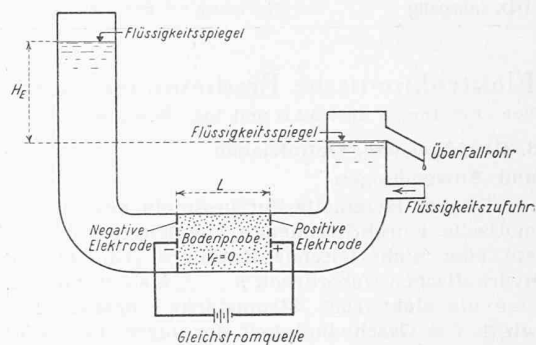 Flüssigkeitsspiegel
H_E
Flüssigkeitsspiegel
Überfallrohr
L
Flüssigkeitszufuhr
Negative
Elektrode
Positive
Elektrode
Bodenprobe
v_F=0
Gleichstromquelle